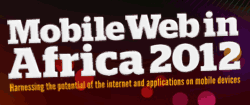 Mobile Web in
Africa 2012
Harnessing the potential of the internet and applications on mobile devices